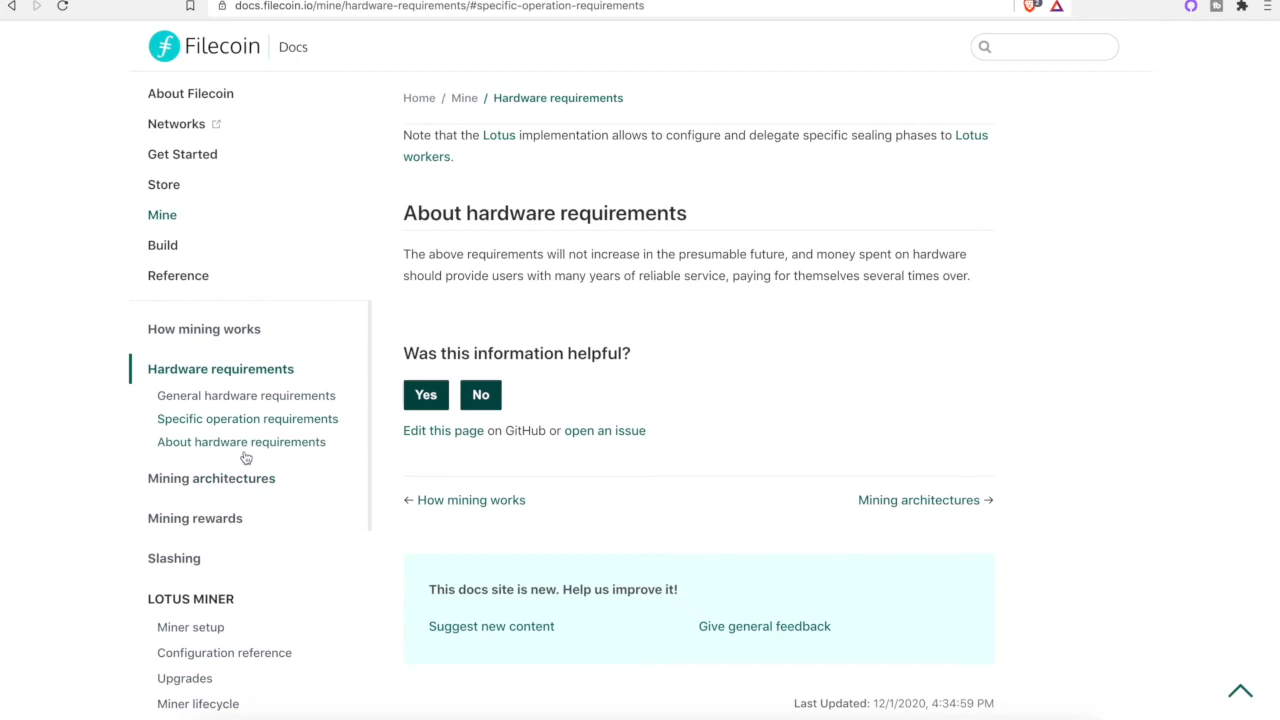 docs.filecoin.io/mine/hardware-requirements/#specific-operation-requirements
Filecoin Docs
About Filecoin
Networks
Get Started
Store
Mine
Build
Reference
How mining works
Hardware requirements
General hardware requirements
Specific operation requirements
About hardware requirements
Mining architectures
Mining rewards
Slashing
LOTUS MINER
Miner setup
Configuration reference
Upgrades
Miner lifecycle
Home / Mine / Hardware requirements
Note that the Lotus implementation allows to configure and delegate specific sealing phases to Lotus
workers.
About hardware requirements
The above requirements will not increase in the presumable future, and money spent on hardware
should provide users with many years of reliable service, paying for themselves several times over.
Was this information helpful?
Yes No
Edit this page on GitHub or open an issue
← How mining works Mining architectures →
This docs site is new. Help us improve it!
Suggest new content Give general feedback
Last Updated: 12/1/2020, 4:34:59 PM